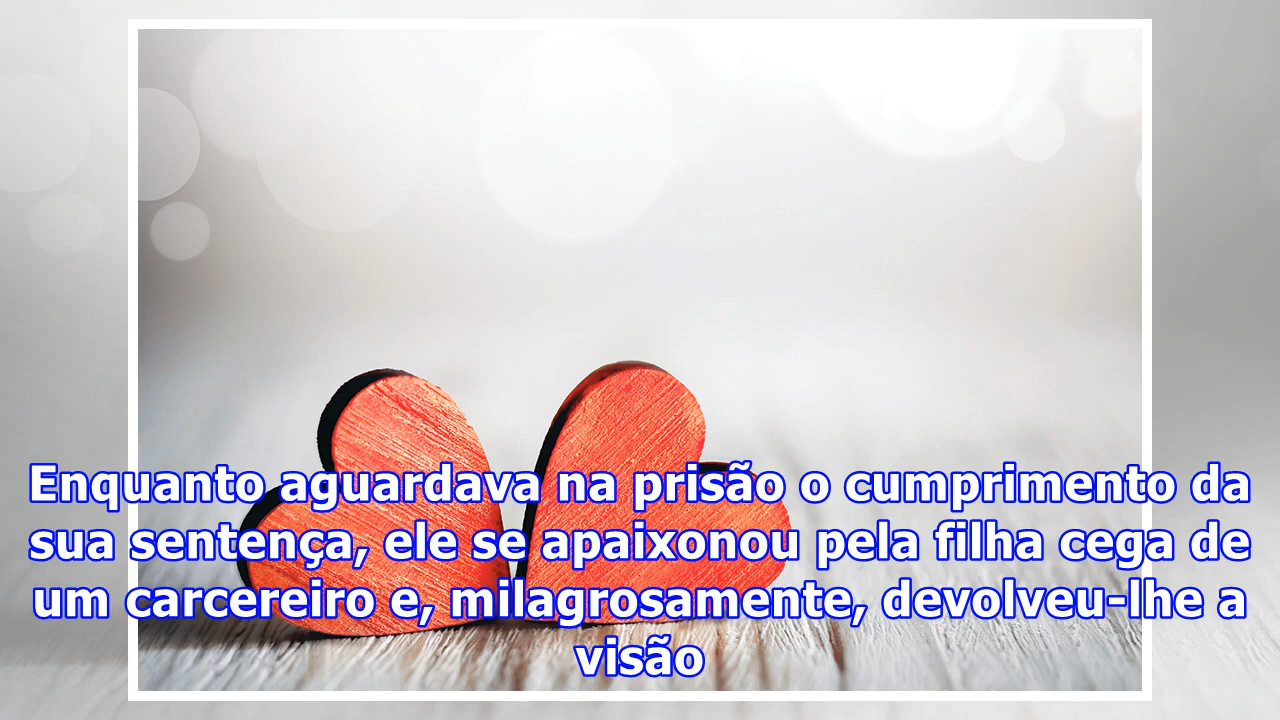 Enquanto aguardava na prisão o cumprimento da
sua sentença, ele se apaixonou pela filha cega de
um carcereiro e, milagrosamente, devolveu-lhe a
visão